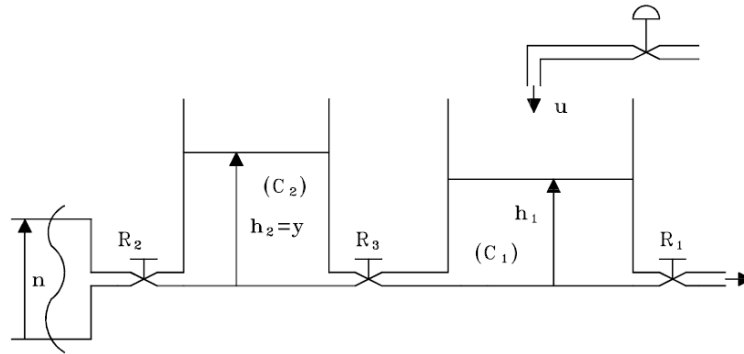 u
(C₂)
h₂=y
h₁
(C₁)
R₂
R₃
R₁
n